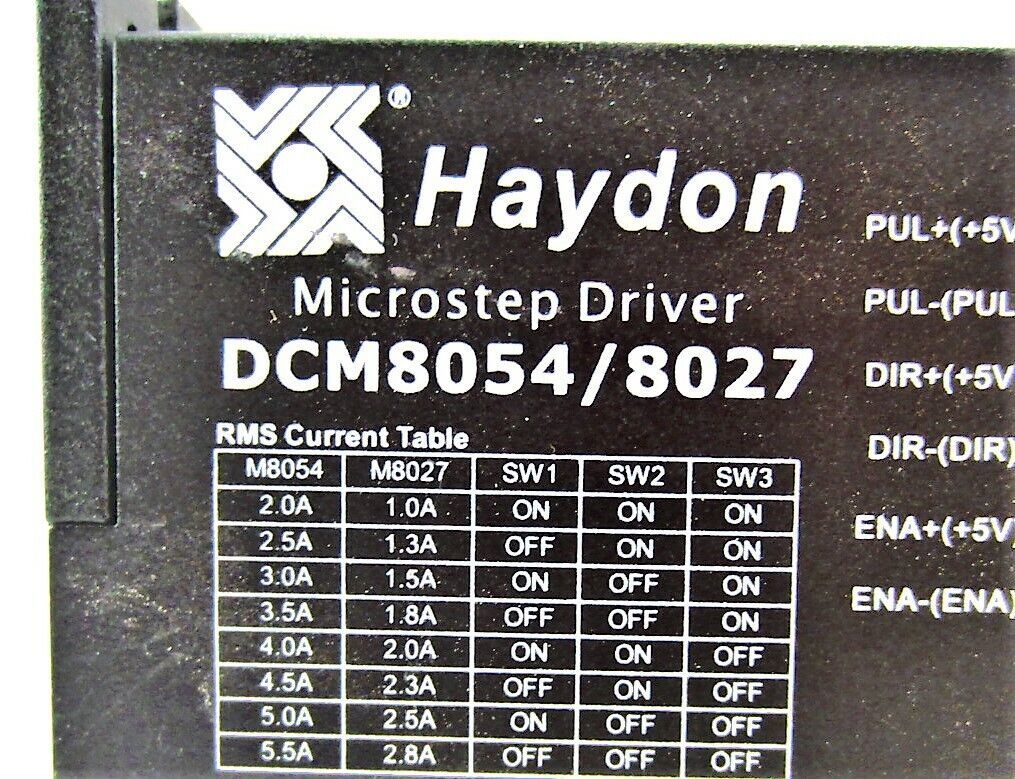 ®
Haydon
Microstep Driver
DCM8054/8027
RMS Current Table
M8054 M8027 SW1 SW2 SW3
2.0A 1.0A ON ON ON
2.5A 1.3A OFF ON ON
3.0A 1.5A ON OFF ON
3.5A 1.8A OFF OFF ON
4.0A 2.0A ON ON OFF
4.5A 2.3A OFF ON OFF
5.0A 2.5A ON OFF OFF
5.5A 2.8A OFF OFF OFF
PUL+(+5V
PUL-(PUL
DIR+(+5V
DIR-(DIR)
ENA+(+5V)
ENA-(ENA)